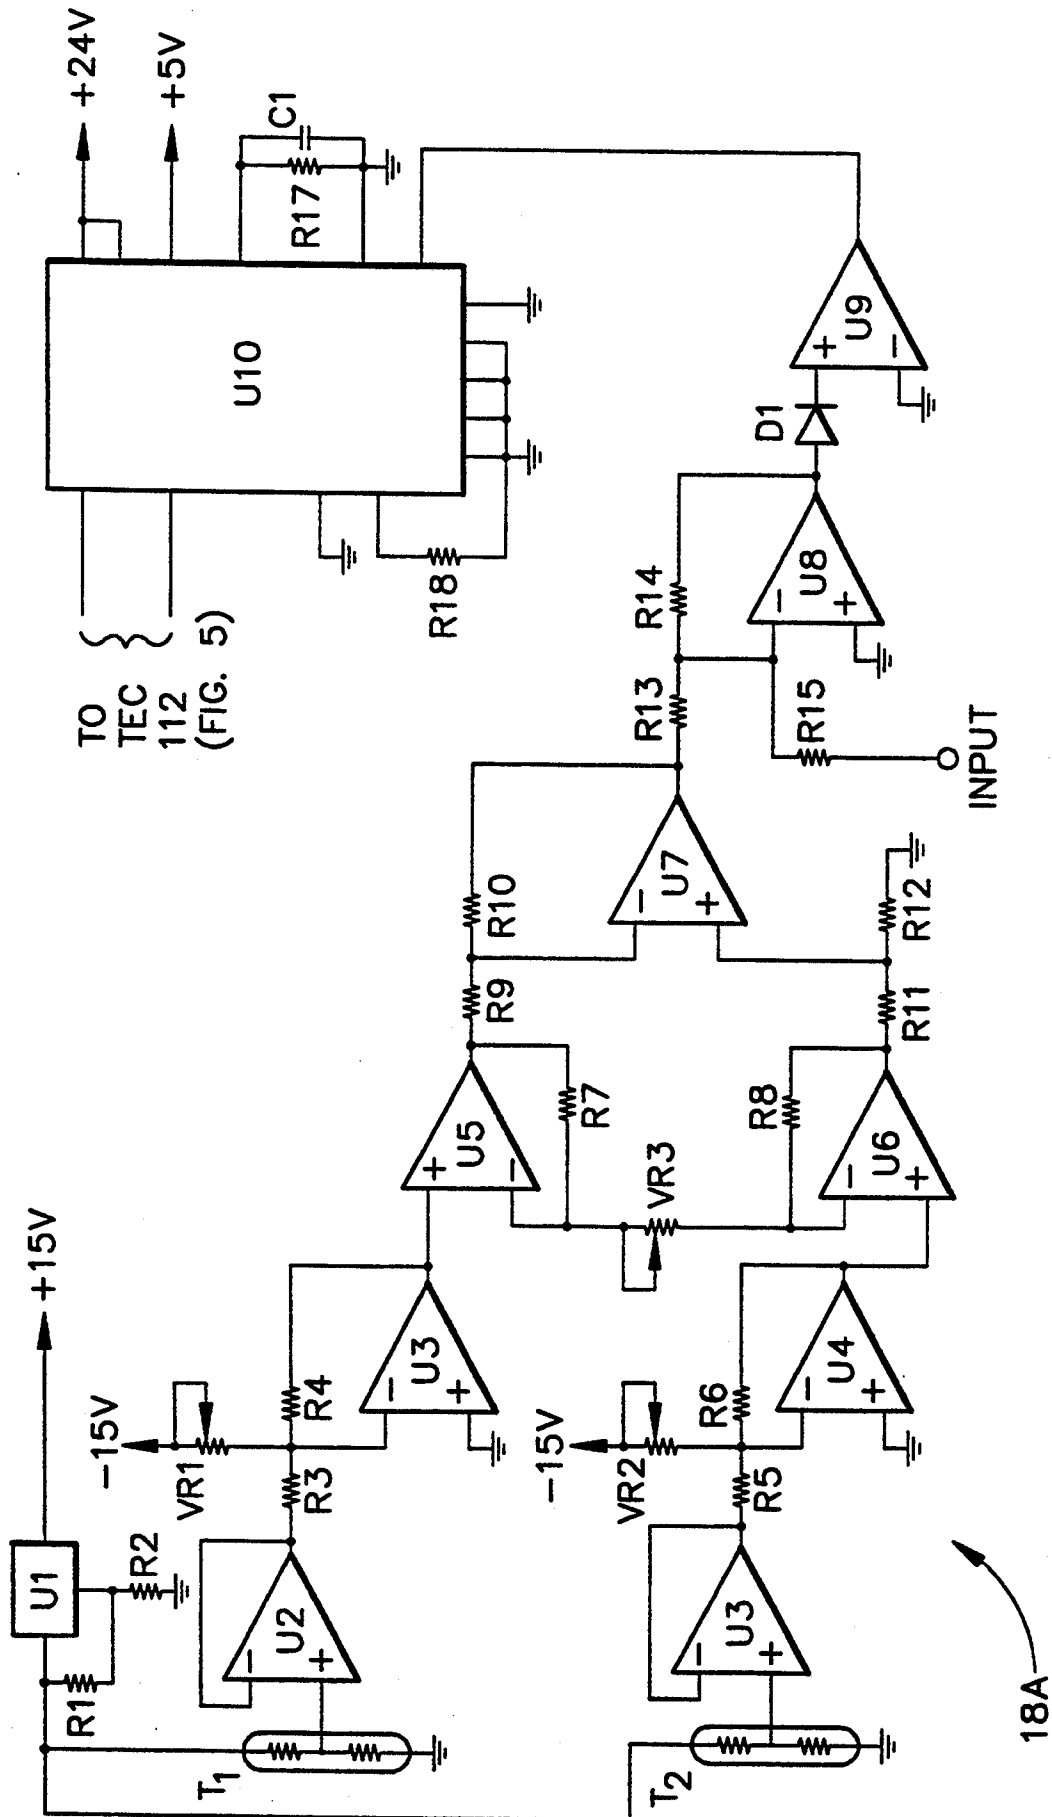 +24V
+5V
C1
R17
U10
TO
TEC
112
(FIG. 5)
R18
U9
+
−
D1
R14
U8
−
+
R13
R15
INPUT
R10
U7
−
+
R12
R9
R11
U5
+
−
R7
R8
VR3
U6
−
+
+15V
-15V
VR1
R4
U3
−
+
R3
-15V
VR2
R6
U4
−
+
R5
U1
R1
R2
U2
−
+
T1
U3
−
+
T2
18A